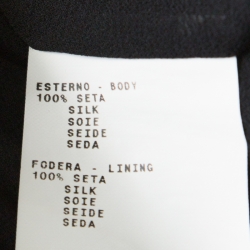 ESTERNO - BODY
100% SETA
SILK
SOIE
SEIDE
SEDA
FODERA - LINING
100% SETA
SILK
SOIE
SEIDE
SEDA